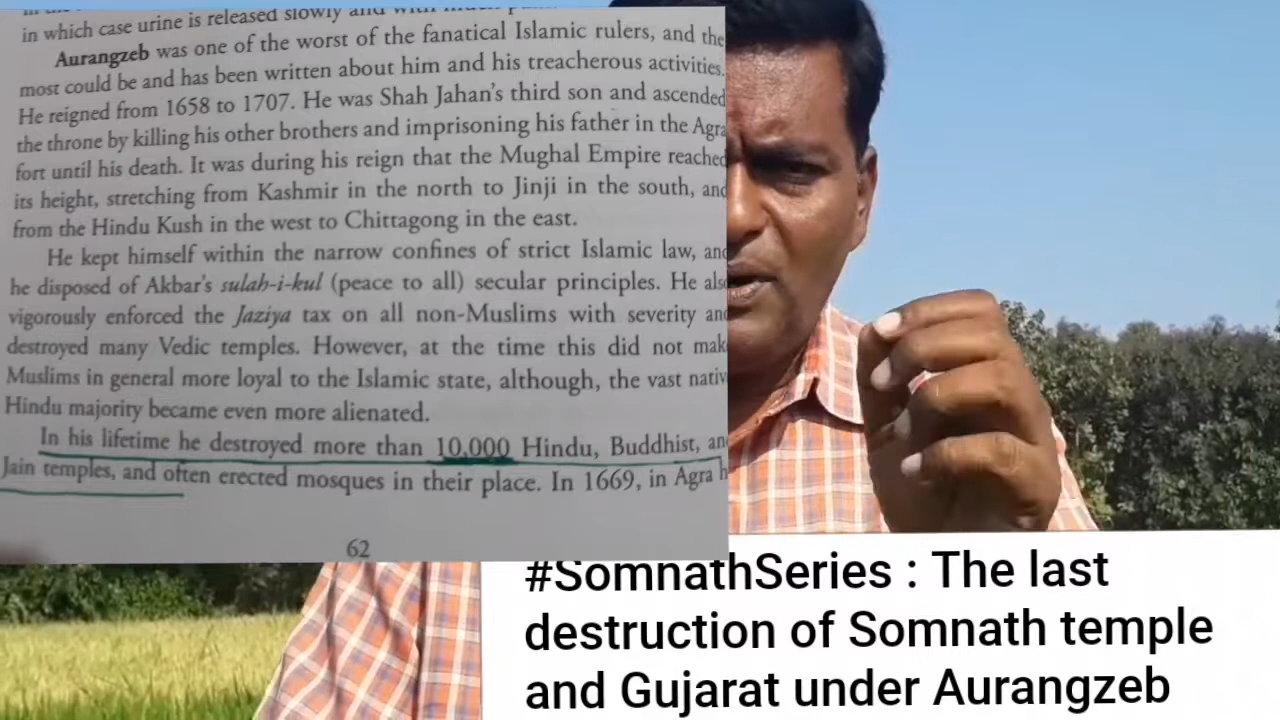 in which case urine is released slowly and with much
Aurangzeb was one of the worst of the fanatical Islamic rulers, and the
most could be and has been written about him and his treacherous activities.
He reigned from 1658 to 1707. He was Shah Jahan's third son and ascended
the throne by killing his other brothers and imprisoning his father in the Agra
fort until his death. It was during his reign that the Mughal Empire reached
its height, stretching from Kashmir in the north to Jinji in the south, and
from the Hindu Kush in the west to Chittagong in the east.
He kept himself within the narrow confines of strict Islamic law, and
he disposed of Akbar's sulah-i-kul (peace to all) secular principles. He als
vigorously enforced the Jaziya tax on all non-Muslims with severity and
destroyed many Vedic temples. However, at the time this did not mak
Muslims in general more loyal to the Islamic state, although, the vast nativ
Hindu majority became even more alienated.
In his lifetime he destroyed more than 10,000 Hindu, Buddhist, an
Jain temples, and often erected mosques in their place. In 1669, in Agra h
62
#SomnathSeries : The last
destruction of Somnath temple
and Gujarat under Aurangzeb